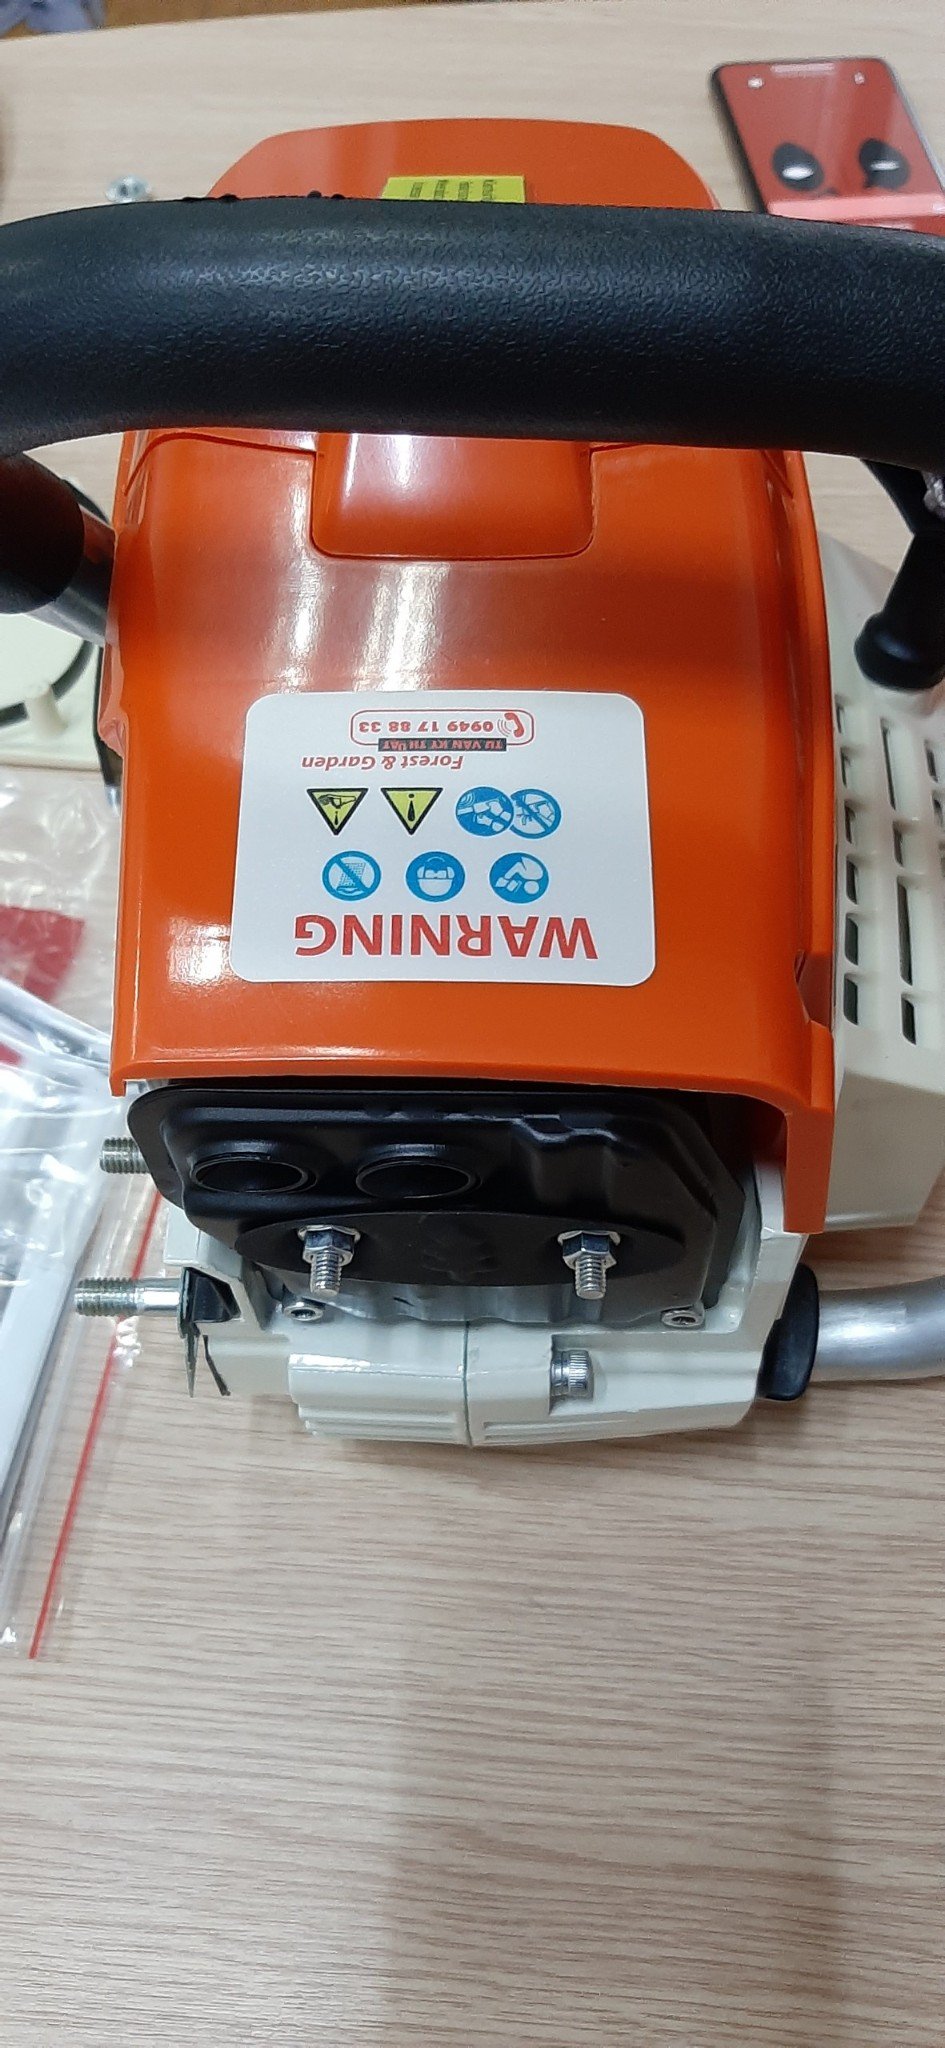 WARNING
Forest & Garden
TƯ VẤN KỸ THUẬT
0949 17 88 33